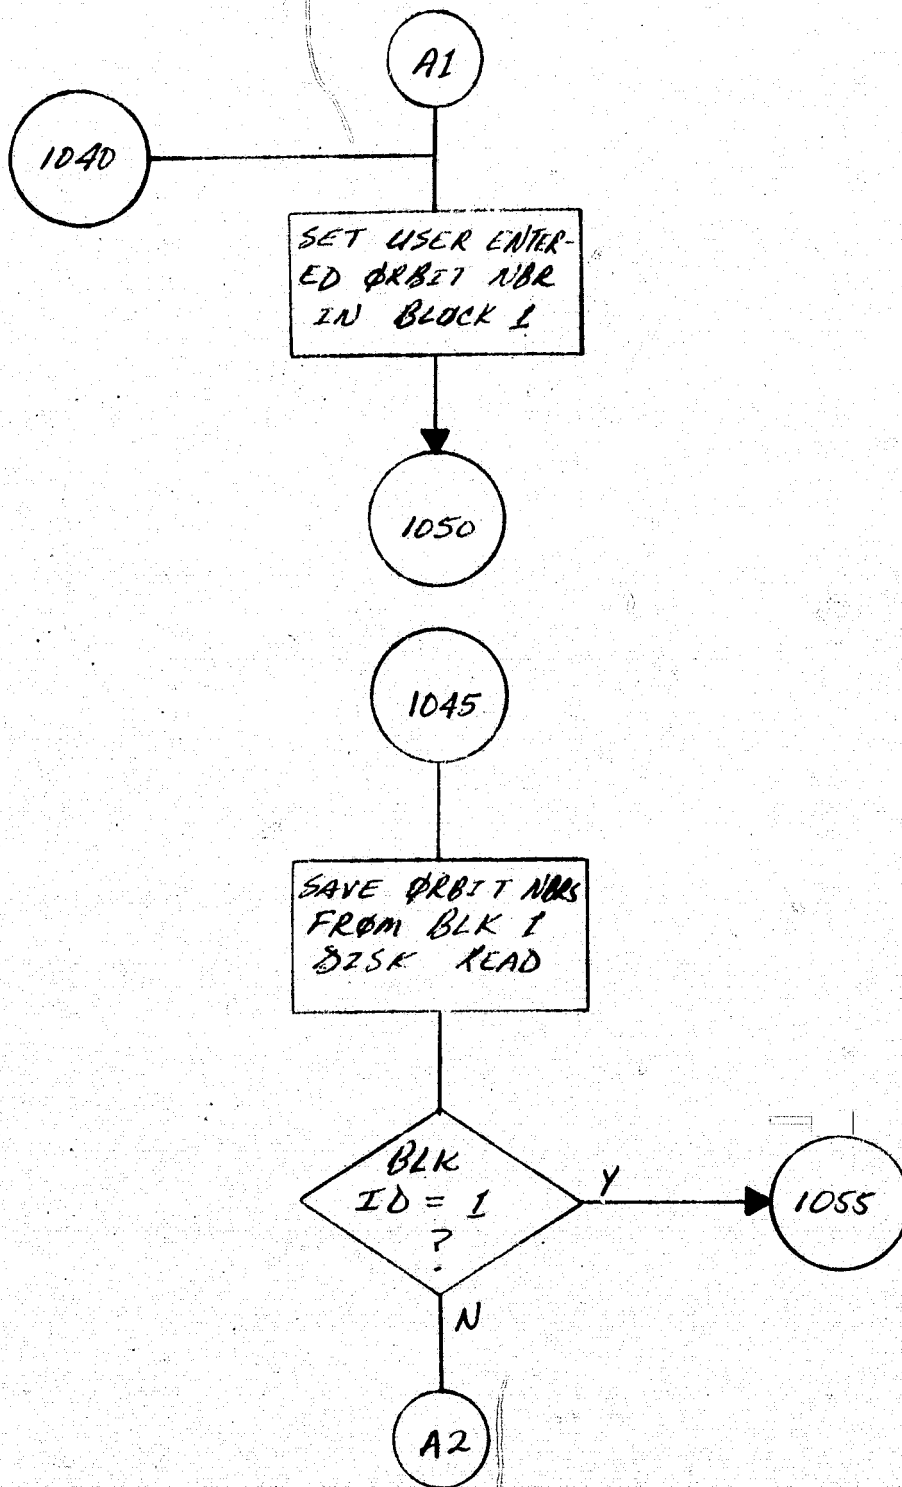 A1
1040
SET USER ENTER-
ED ØRBIT NBR
IN BLOCK 1
1050
1045
SAVE ØRBIT NBRS
FRØM BLK 1
DISK READ
BLK
ID = 1
?
Y
1055
N
A2